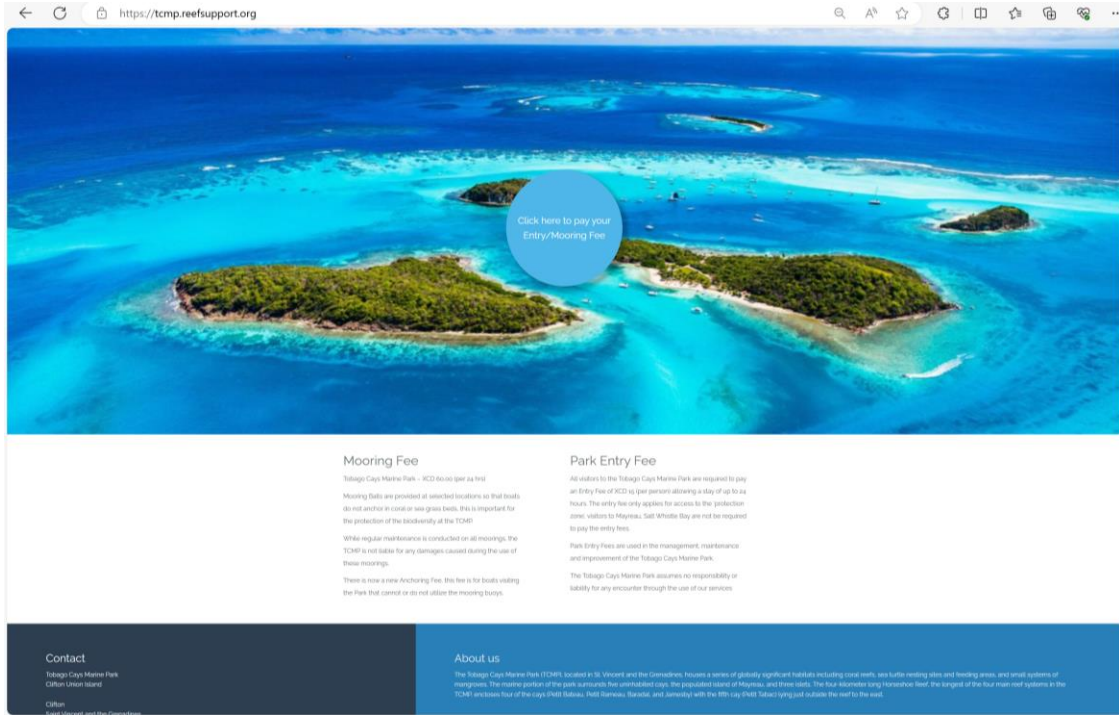 https://tcmp.reefsupport.org
Click here to pay your
Entry/Mooring Fee
Mooring Fee
Tobago Cays Marine Park – XCD 60.00 (per 24 hrs)
Mooring Balls are provided at selected locations so that boats
do not anchor in coral or sea grass beds, this is important for
the protection of the biodiversity at the TCMP.
While regular maintenance is conducted on all moorings, the
TCMP is not liable for any damages caused during the use of
these moorings.
There is now a new Anchoring Fee, this fee is for boats visiting
the Park that cannot or do not utilize the mooring buoys.
Park Entry Fee
All visitors to the Tobago Cays Marine Park are required to pay
an Entry Fee of XCD 15 (per person) allowing a stay of up to 24
hours. The entry fee only applies for access to the 'protection
zone', visitors to Mayreau, Salt Whistle Bay are not be required
to pay the entry fees.
Park Entry Fees are used in the management, maintenance
and improvement of the Tobago Cays Marine Park.
The Tobago Cays Marine Park assumes no responsibility or
liability for any encounter through the use of our services
Contact
Tobago Cays Marine Park
Clifton Union Island
Clifton
Saint Vincent and the Grenadines
About us
The Tobago Cays Marine Park (TCMP), located in St. Vincent and the Grenadines, houses a series of globally significant habitats including coral reefs, sea turtle nesting sites and feeding areas, and small systems of
mangroves. The marine portion of the park surrounds five uninhabited cays, the populated island of Mayreau, and three islets. The four-kilometer long Horseshoe Reef, the longest of the four main reef systems in the
TCMP encloses four of the cays (Petit Bateau, Petit Rameau, Baradal, and Jamesby) with the fifth cay (Petit Tabac) lying just outside the reef to the east.